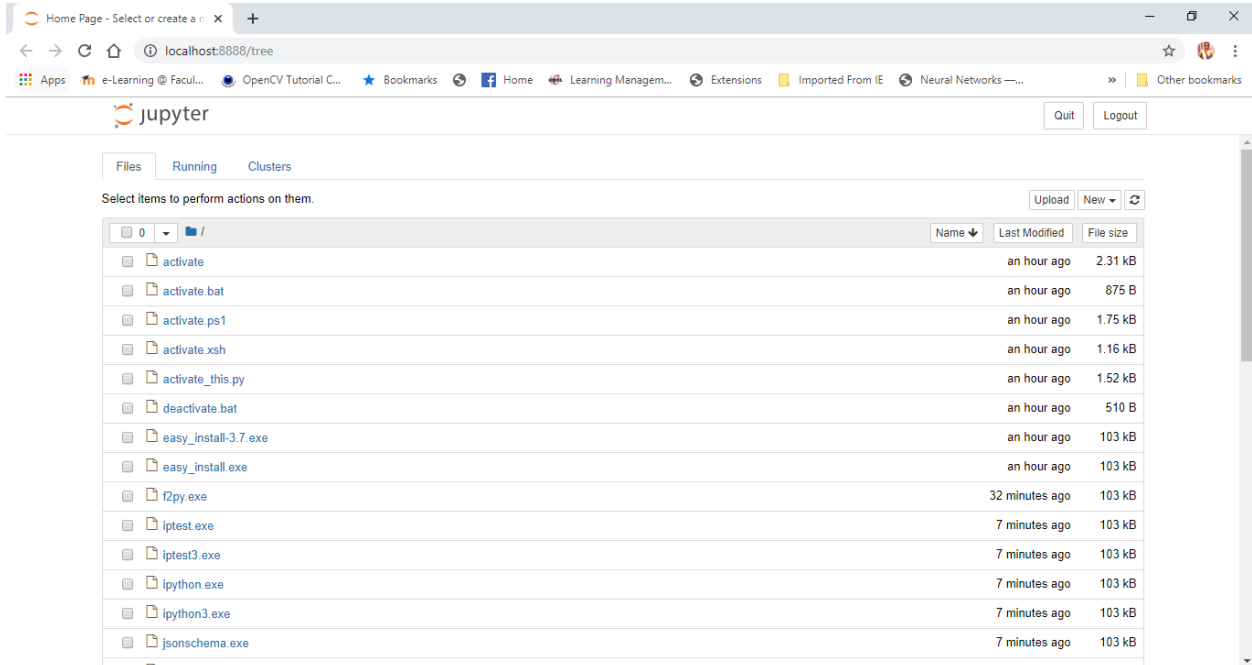 Home Page - Select or create a n
localhost:8888/tree
Apps e-Learning @ Facul... OpenCV Tutorial C... Bookmarks Home Learning Managem... Extensions Imported From IE Neural Networks —... » Other bookmarks
jupyter Quit Logout
Files Running Clusters
Select items to perform actions on them. Upload New
0 / Name Last Modified File size
activate an hour ago 2.31 kB
activate.bat an hour ago 875 B
activate.ps1 an hour ago 1.75 kB
activate.xsh an hour ago 1.16 kB
activate_this.py an hour ago 1.52 kB
deactivate.bat an hour ago 510 B
easy_install-3.7.exe an hour ago 103 kB
easy_install.exe an hour ago 103 kB
f2py.exe 32 minutes ago 103 kB
iptest.exe 7 minutes ago 103 kB
iptest3.exe 7 minutes ago 103 kB
ipython.exe 7 minutes ago 103 kB
ipython3.exe 7 minutes ago 103 kB
jsonschema.exe 7 minutes ago 103 kB